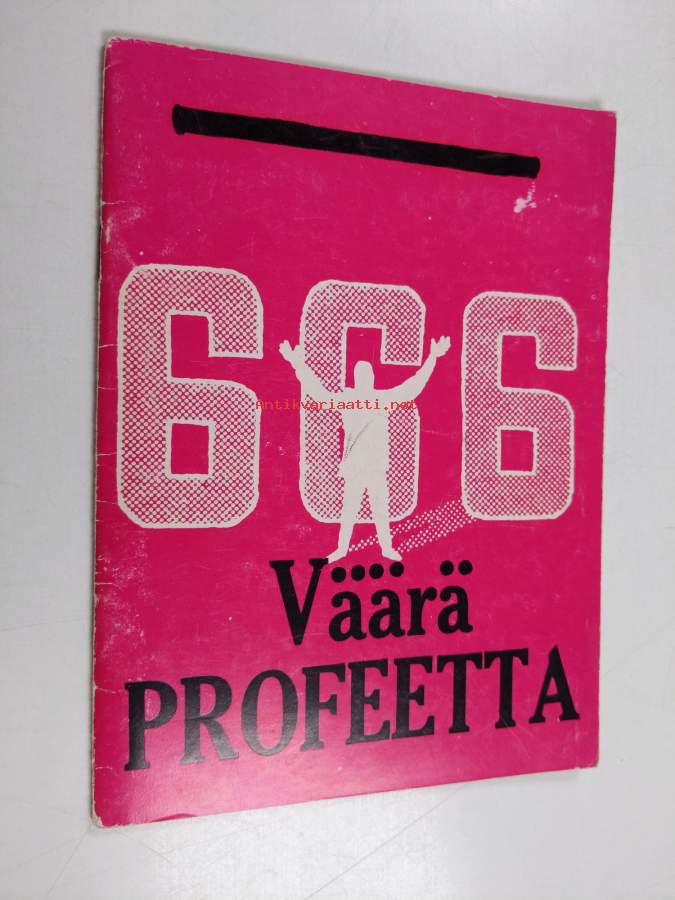 666
Antikvariaatti.net
Väärä
PROFEETTA